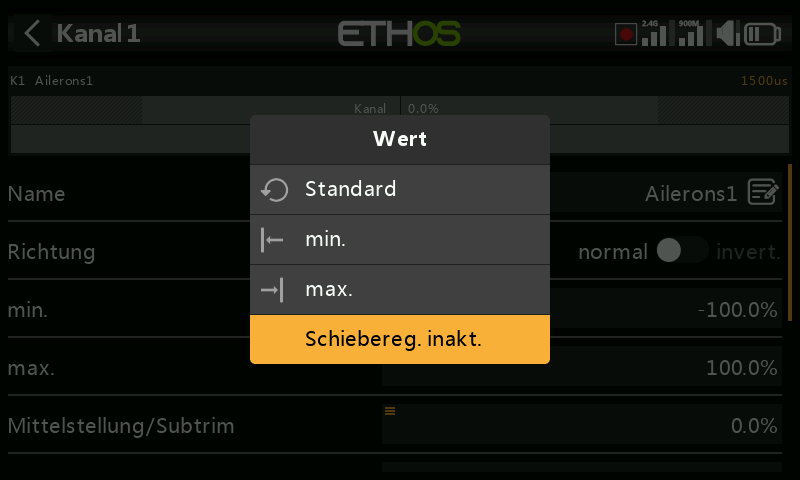 Kanal 1
ETHOS
2.4G
900M
K1 Ailerons1
1500us
Kanal 0.0%
Wert
Standard
min.
max.
Schiebereg. inakt.
Name
Ailerons1
Richtung
normal
invert.
min.
-100.0%
max.
100.0%
Mittelstellung/Subtrim
0.0%